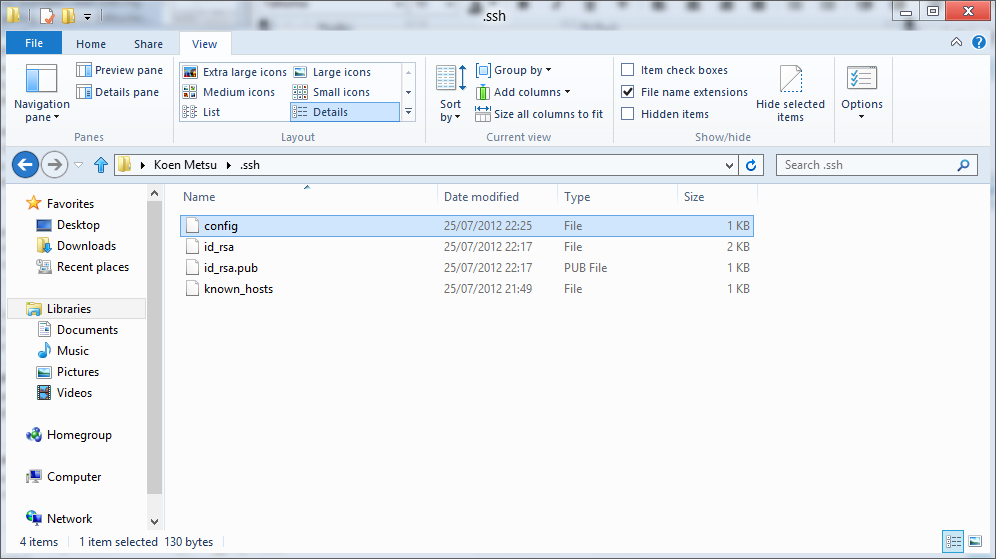 .ssh
File Home Share View
Navigation pane
Preview pane
Details pane
Panes
Extra large icons Large icons
Medium icons Small icons
List Details
Layout
Sort by
Group by
Add columns
Size all columns to fit
Current view
Item check boxes
File name extensions
Hidden items
Hide selected items
Show/hide
Options
Koen Metsu .ssh
Search .ssh
Favorites
Desktop
Downloads
Recent places
Libraries
Documents
Music
Pictures
Videos
Homegroup
Computer
Network
Name Date modified Type Size
config 25/07/2012 22:25 File 1 KB
id_rsa 25/07/2012 22:17 File 2 KB
id_rsa.pub 25/07/2012 22:17 PUB File 1 KB
known_hosts 25/07/2012 21:49 File 1 KB
4 items 1 item selected 130 bytes